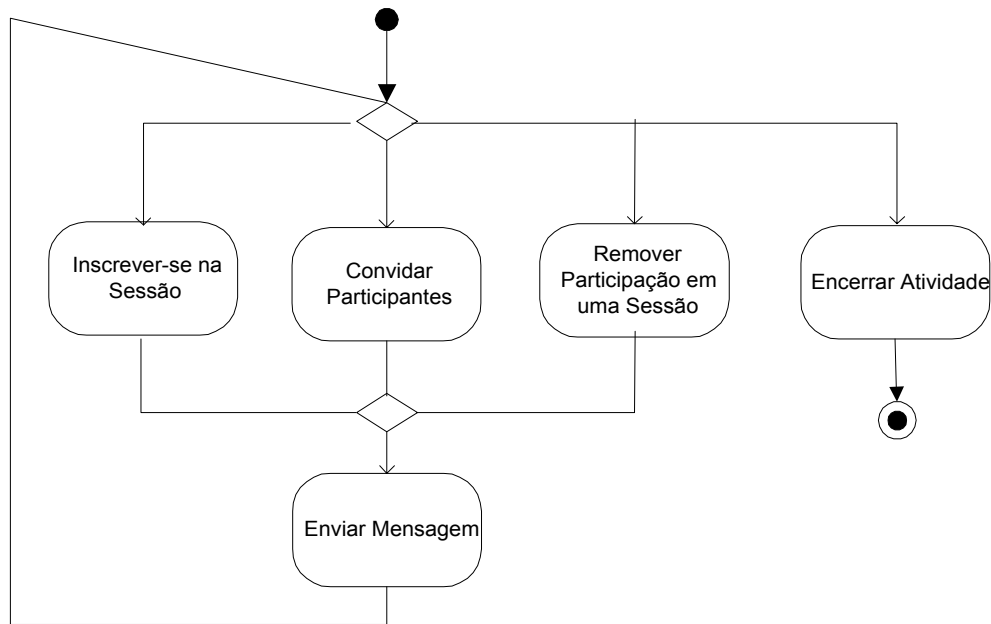 Inscrever-se na
Sessão
Convidar
Participantes
Remover
Participação em
uma Sessão
Encerrar Atividade
Enviar Mensagem